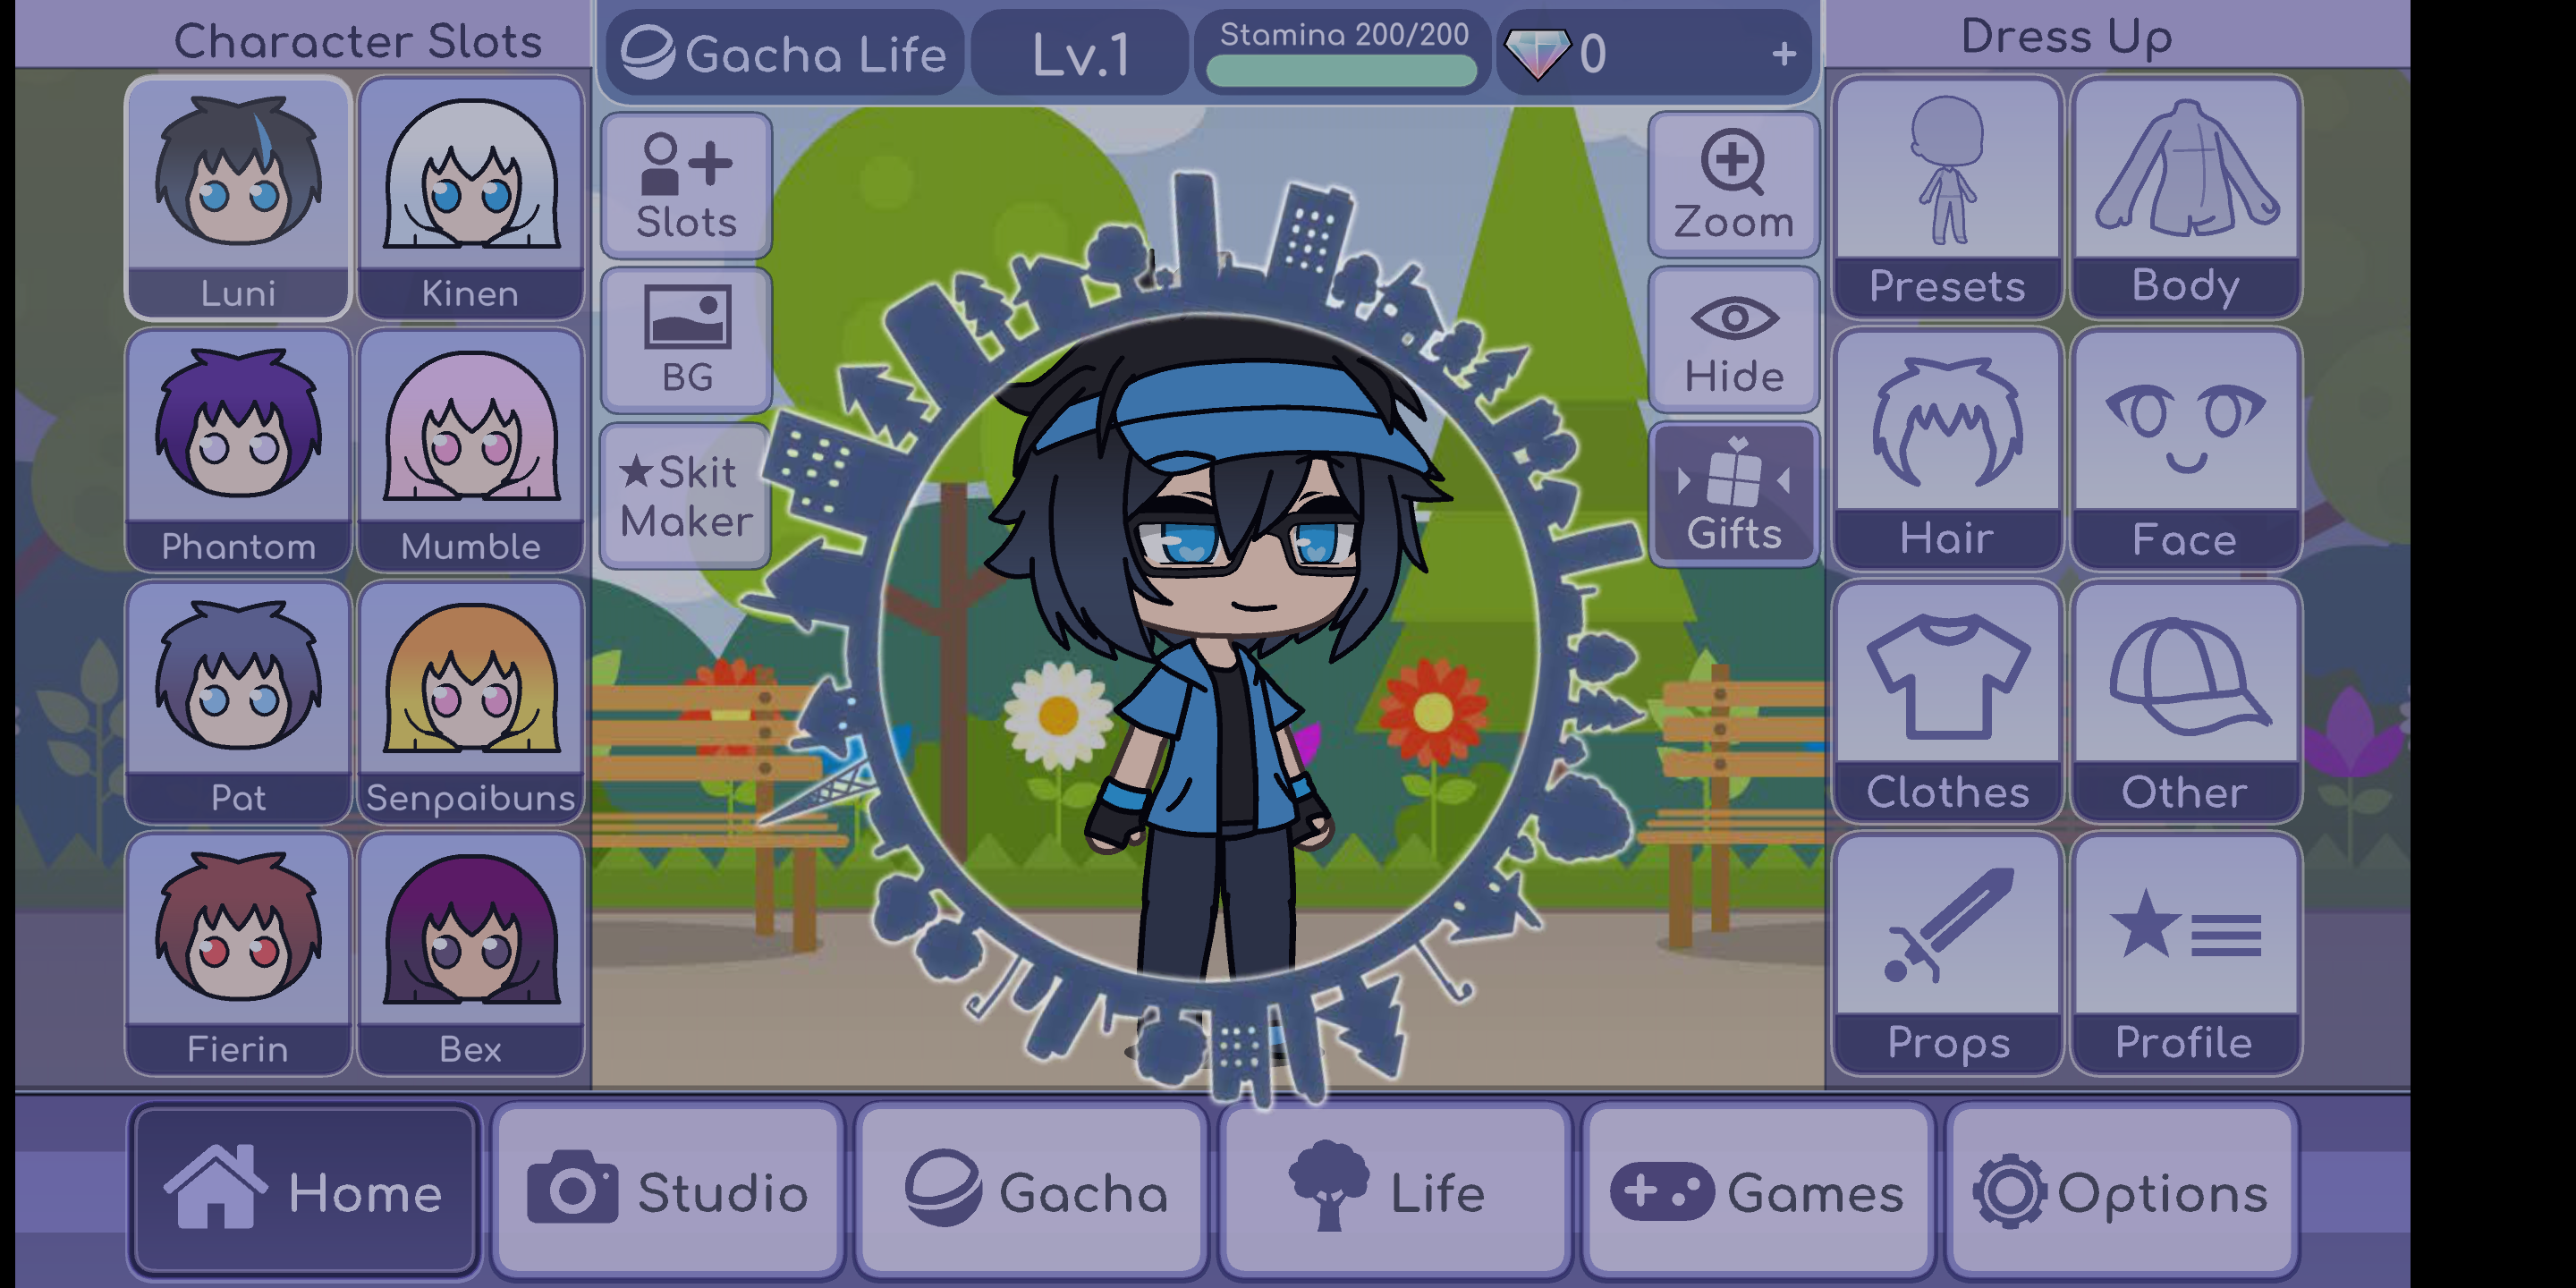 Character Slots
Gacha Life
Lv.1
Stamina 200/200
0
+
Dress Up
Luni
Kinen
Phantom
Mumble
Pat
Senpaibuns
Fierin
Bex
Slots
BG
★Skit
Maker
Zoom
Hide
Gifts
Presets
Body
Hair
Face
Clothes
Other
Props
Profile
Home
Studio
Gacha
Life
Games
Options